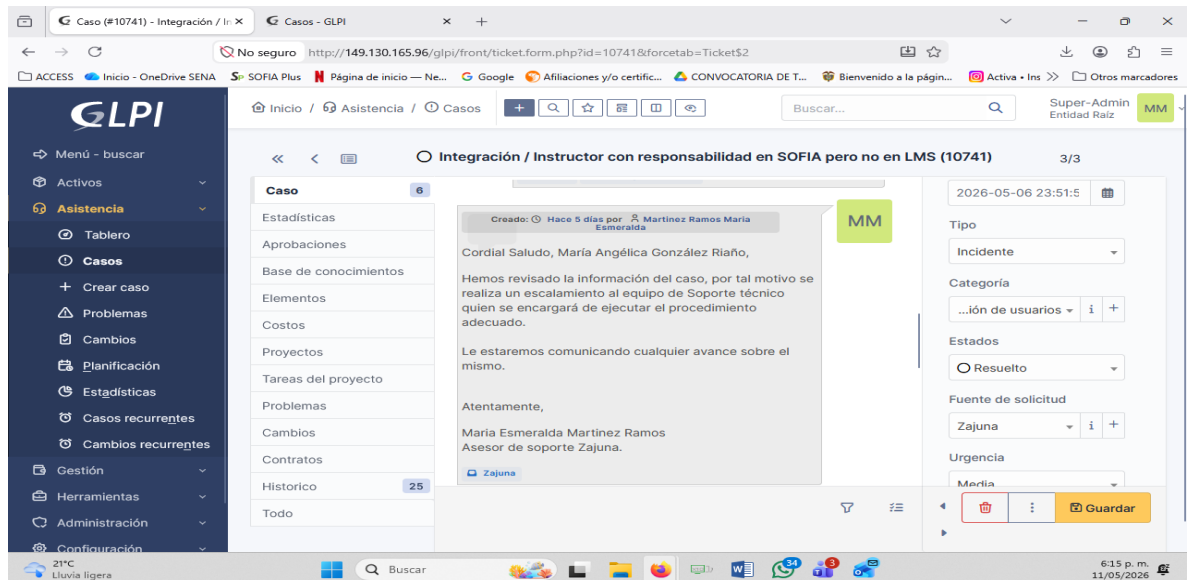 Caso (#10741) - Integración / In
Casos - GLPI
No seguro http://149.130.165.96/glpi/front/ticket.form.php?id=10741&forcetab=Ticket$2
ACCESS Inicio - OneDrive SENA SOFIA Plus Página de inicio — Ne... Google Afiliaciones y/o certific... CONVOCATORIA DE T... Bienvenido a la págin... Activa • Ins Otros marcadores
GLPI
Inicio / Asistencia / Casos
Buscar...
Super-Admin
Entidad Raíz
MM
Menú - buscar
Activos
Asistencia
Tablero
Casos
Crear caso
Problemas
Cambios
Planificación
Estadísticas
Casos recurrentes
Cambios recurrentes
Gestión
Herramientas
Administración
Configuración
Integración / Instructor con responsabilidad en SOFIA pero no en LMS (10741)
3/3
Caso 6
Estadísticas
Aprobaciones
Base de conocimientos
Elementos
Costos
Proyectos
Tareas del proyecto
Problemas
Cambios
Contratos
Historico 25
Todo
Creado: Hace 5 días por Martinez Ramos Maria
Esmeralda
MM
Cordial Saludo, María Angélica González Riaño,
Hemos revisado la información del caso, por tal motivo se
realiza un escalamiento al equipo de Soporte técnico
quien se encargará de ejecutar el procedimiento
adecuado.
Le estaremos comunicando cualquier avance sobre el
mismo.
Atentamente,
Maria Esmeralda Martinez Ramos
Asesor de soporte Zajuna.
Zajuna
2026-05-06 23:51:5
Tipo
Incidente
Categoría
...ión de usuarios
Estados
Resuelto
Fuente de solicitud
Zajuna
Urgencia
Media
Guardar
21°C
Lluvia ligera
Buscar
34
3
6:15 p. m.
11/05/2026